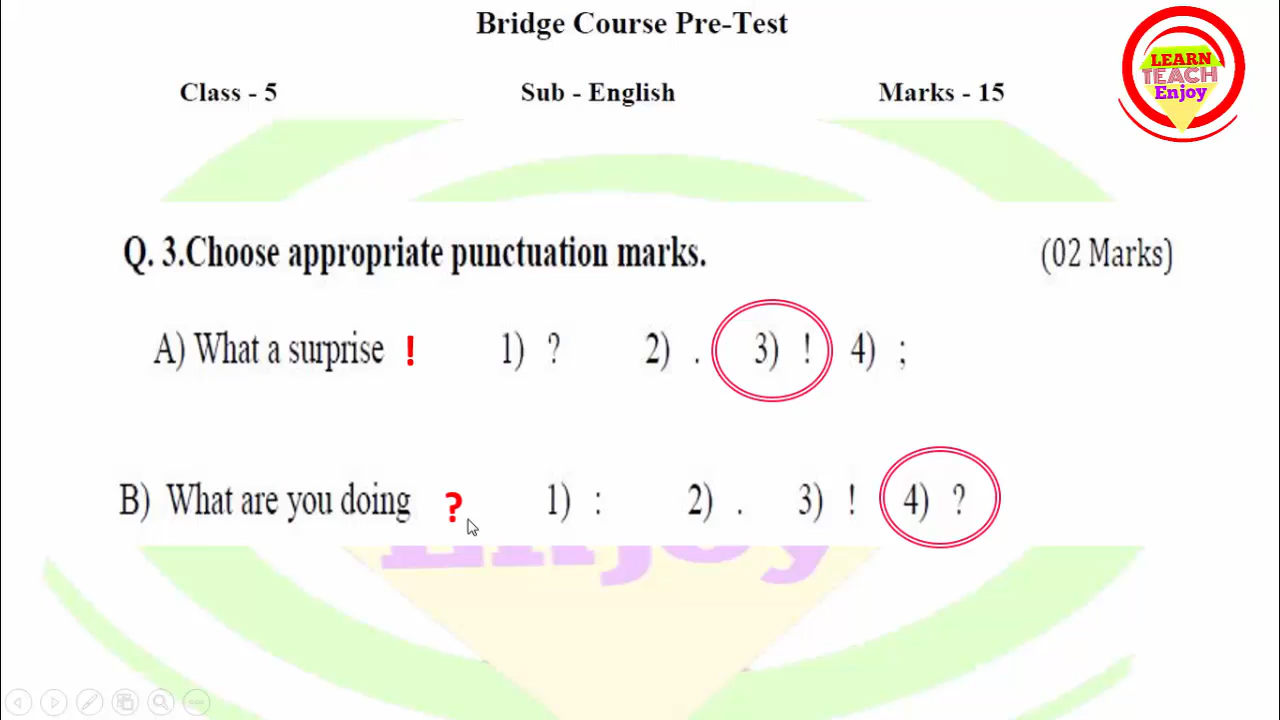 Bridge Course Pre-Test
Class - 5 Sub - English Marks - 15
LEARN
TEACH
Enjoy
Q. 3.Choose appropriate punctuation marks. (02 Marks)
A) What a surprise ! 1) ? 2) . 3) ! 4) ;
B) What are you doing ? 1) : 2) . 3) ! 4) ?
Enjoy